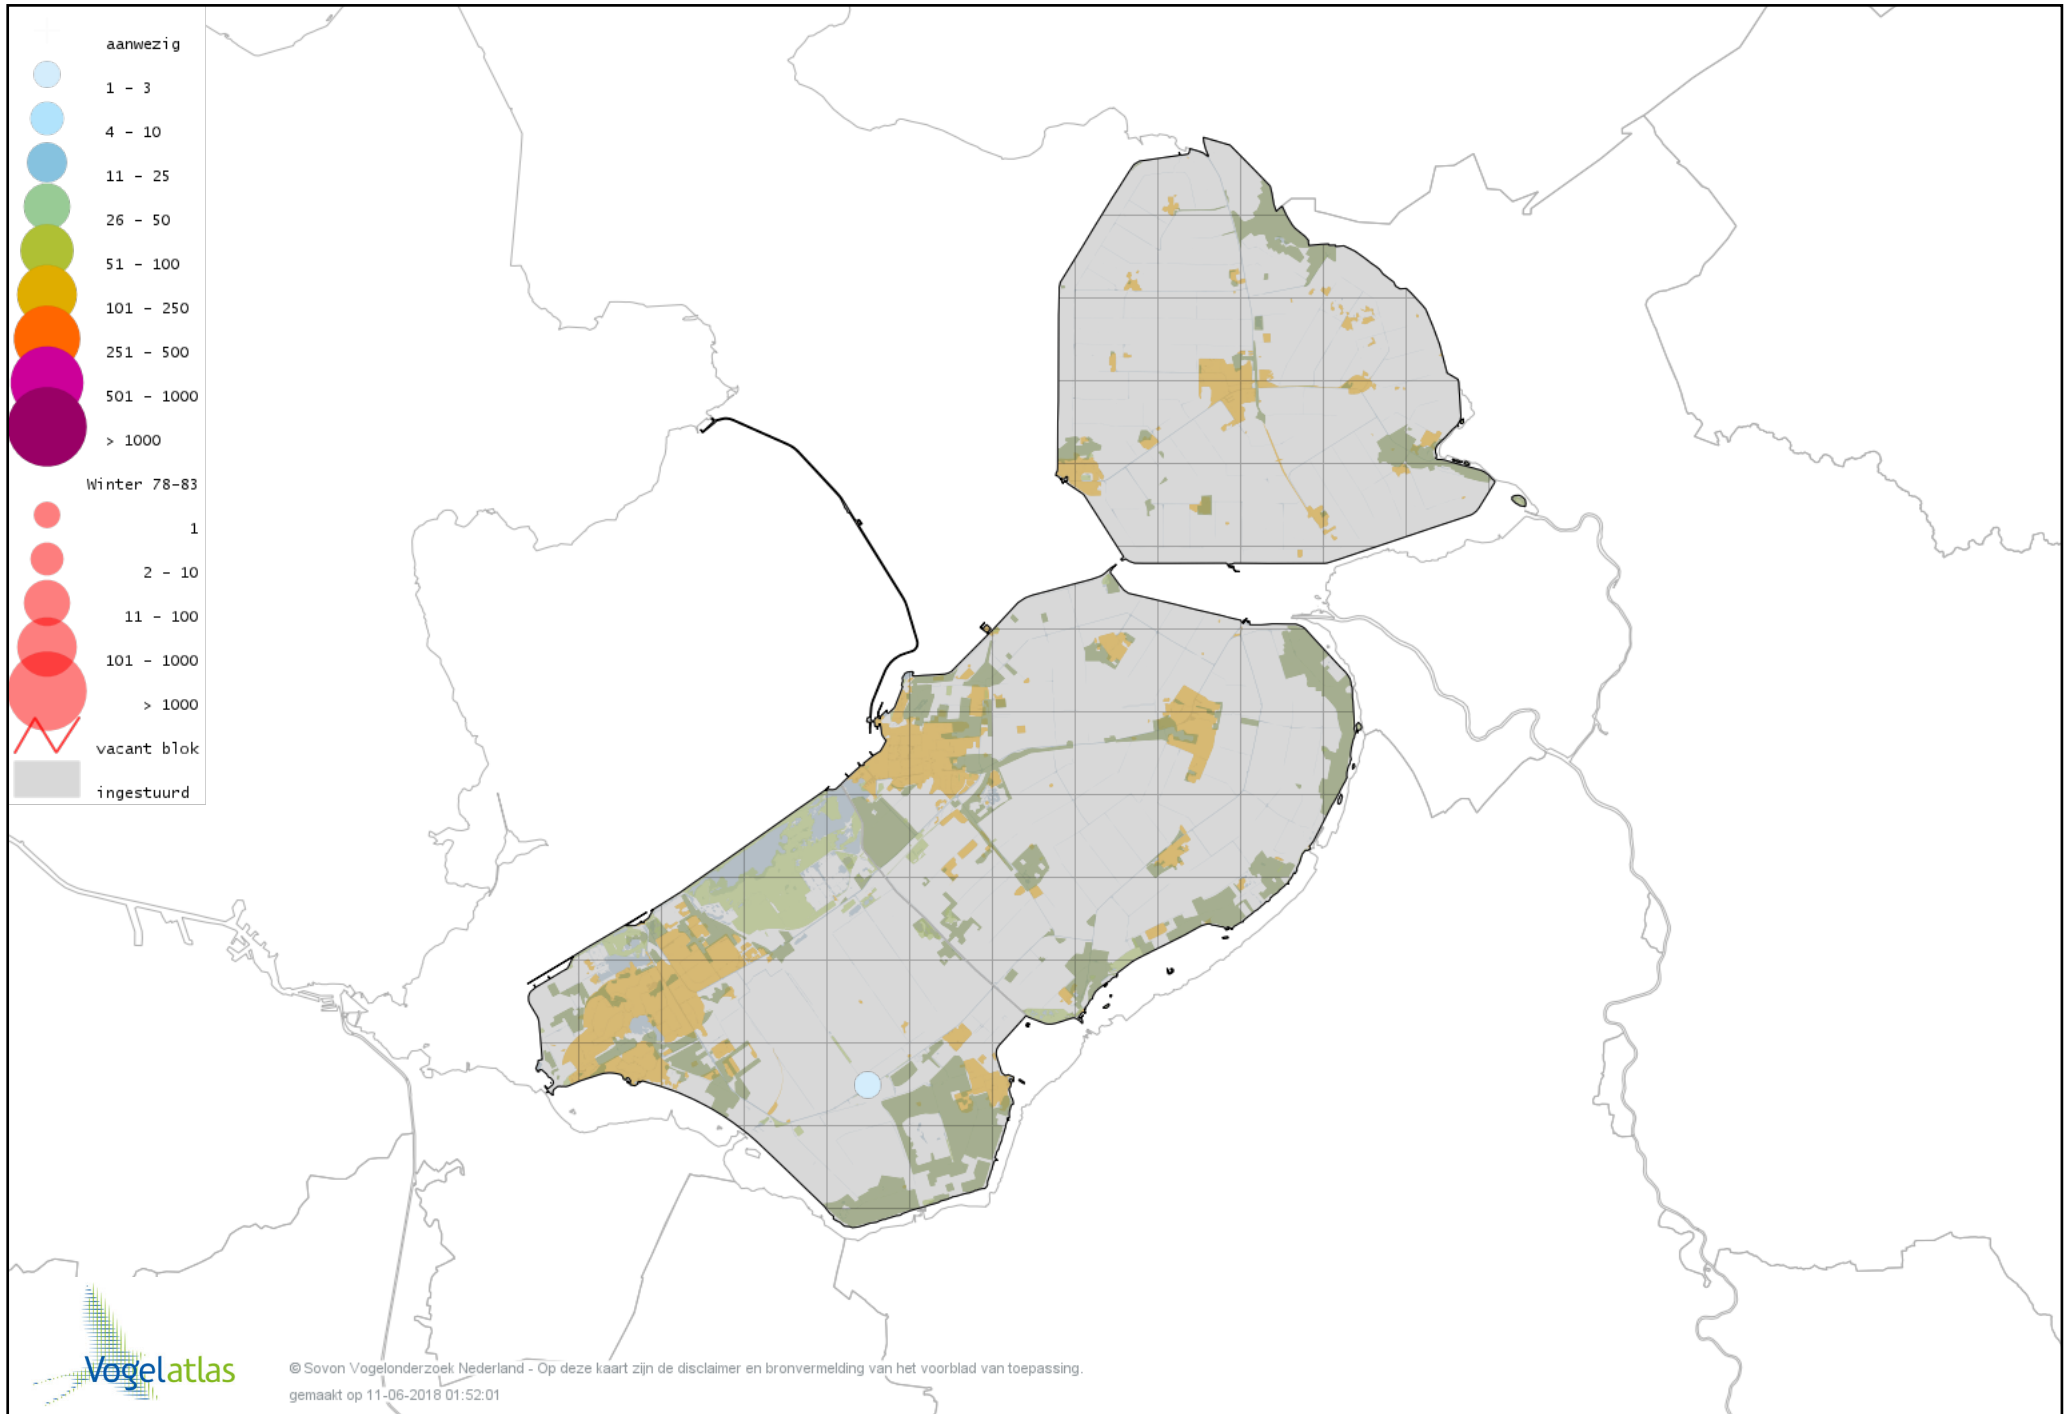 aanwezig
1 - 3
4 - 10
11 - 25
26 - 50
51 - 100
101 - 250
251 - 500
501 - 1000
> 1000
Winter 78-83
1
2 - 10
11 - 100
101 - 1000
> 1000
vacant blok
ingestuurd
Vogelatlas
© Sovon Vogelonderzoek Nederland - Op deze kaart zijn de disclaimer en bronvermelding van het voorblad van toepassing.
gemaakt op 11-06-2018 01:52:01